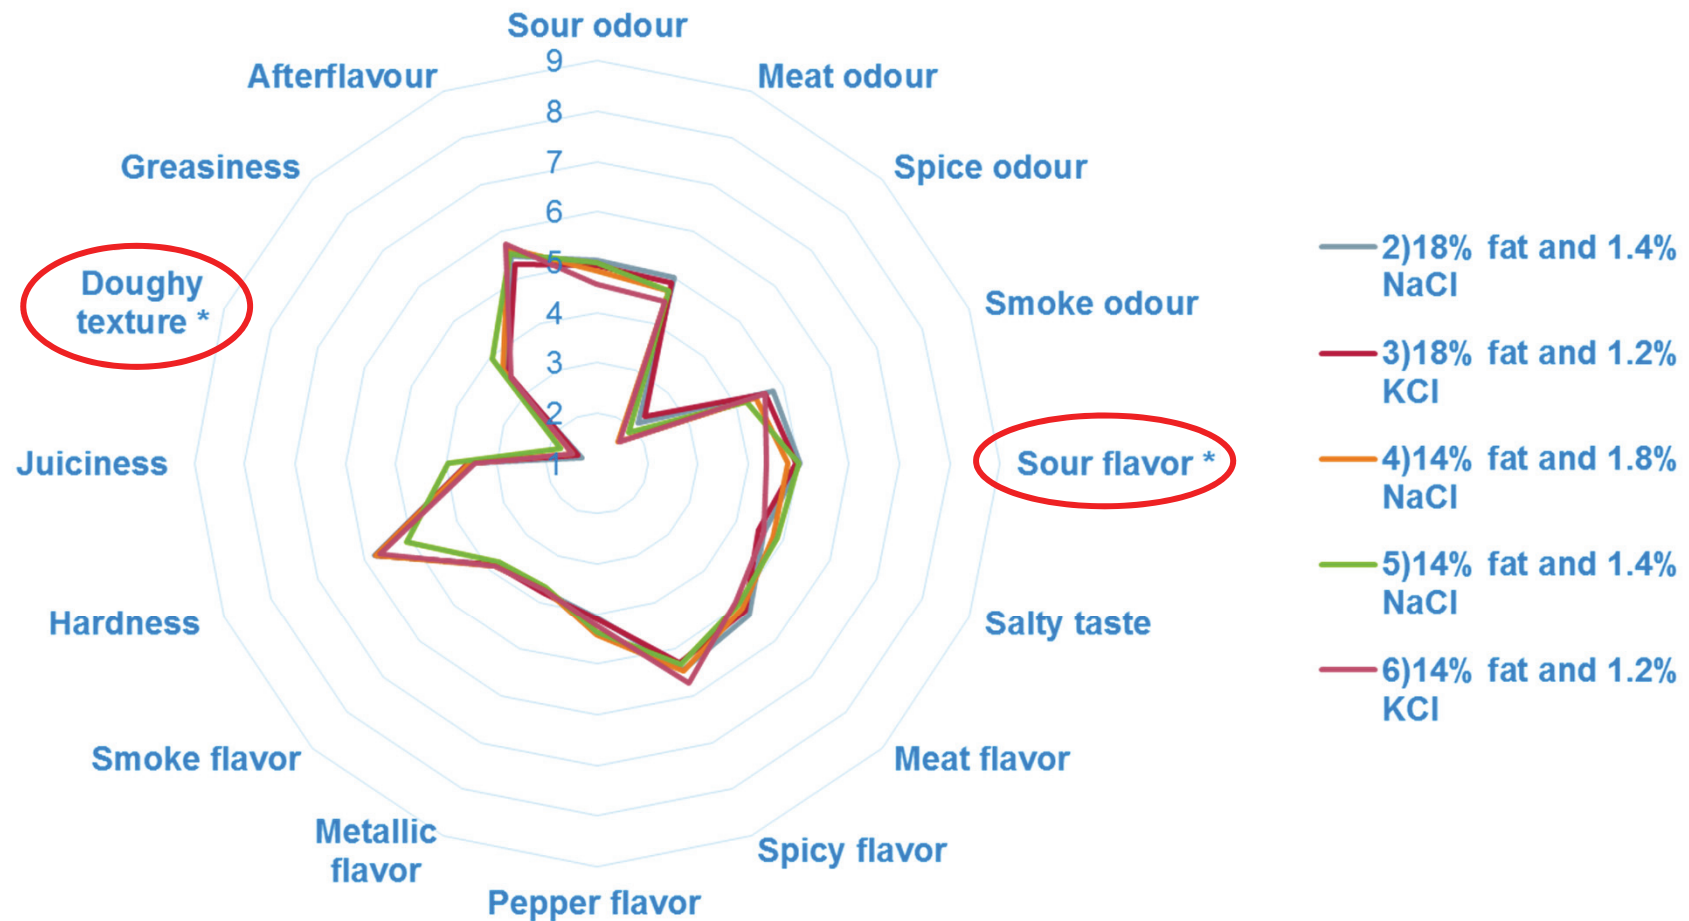 Sour odour
Meat odour
Spice odour
Smoke odour
Sour flavor *
Salty taste
Meat flavor
Spicy flavor
Pepper flavor
Metallic
flavor
Smoke flavor
Hardness
Juiciness
Doughy
texture *
Greasiness
Afterflavour
9
8
7
6
5
4
3
2
1
2)18% fat and 1.4%
NaCl
3)18% fat and 1.2%
KCl
4)14% fat and 1.8%
NaCl
5)14% fat and 1.4%
NaCl
6)14% fat and 1.2%
KCl